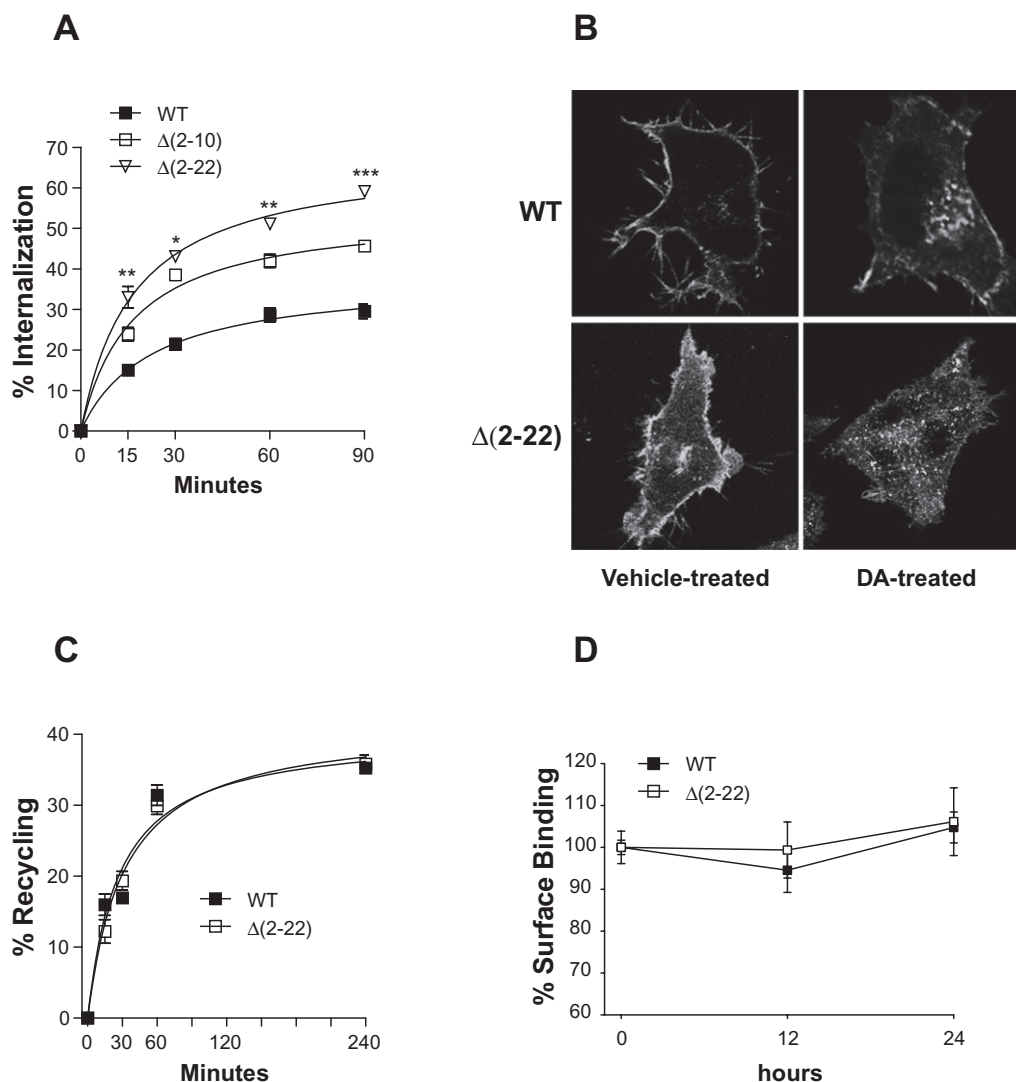 A
WT
Δ(2-10)
Δ(2-22)
% Internalization
70
60
50
40
30
20
10
0
**
*
**
***
0 15 30 60 90
Minutes
B
WT
Δ(2-22)
Vehicle-treated DA-treated
C
% Recycling
40
30
20
10
0
WT
Δ(2-22)
0 30 60 120 240
Minutes
D
% Surface Binding
120
110
100
90
80
70
60
WT
Δ(2-22)
0 12 24
hours